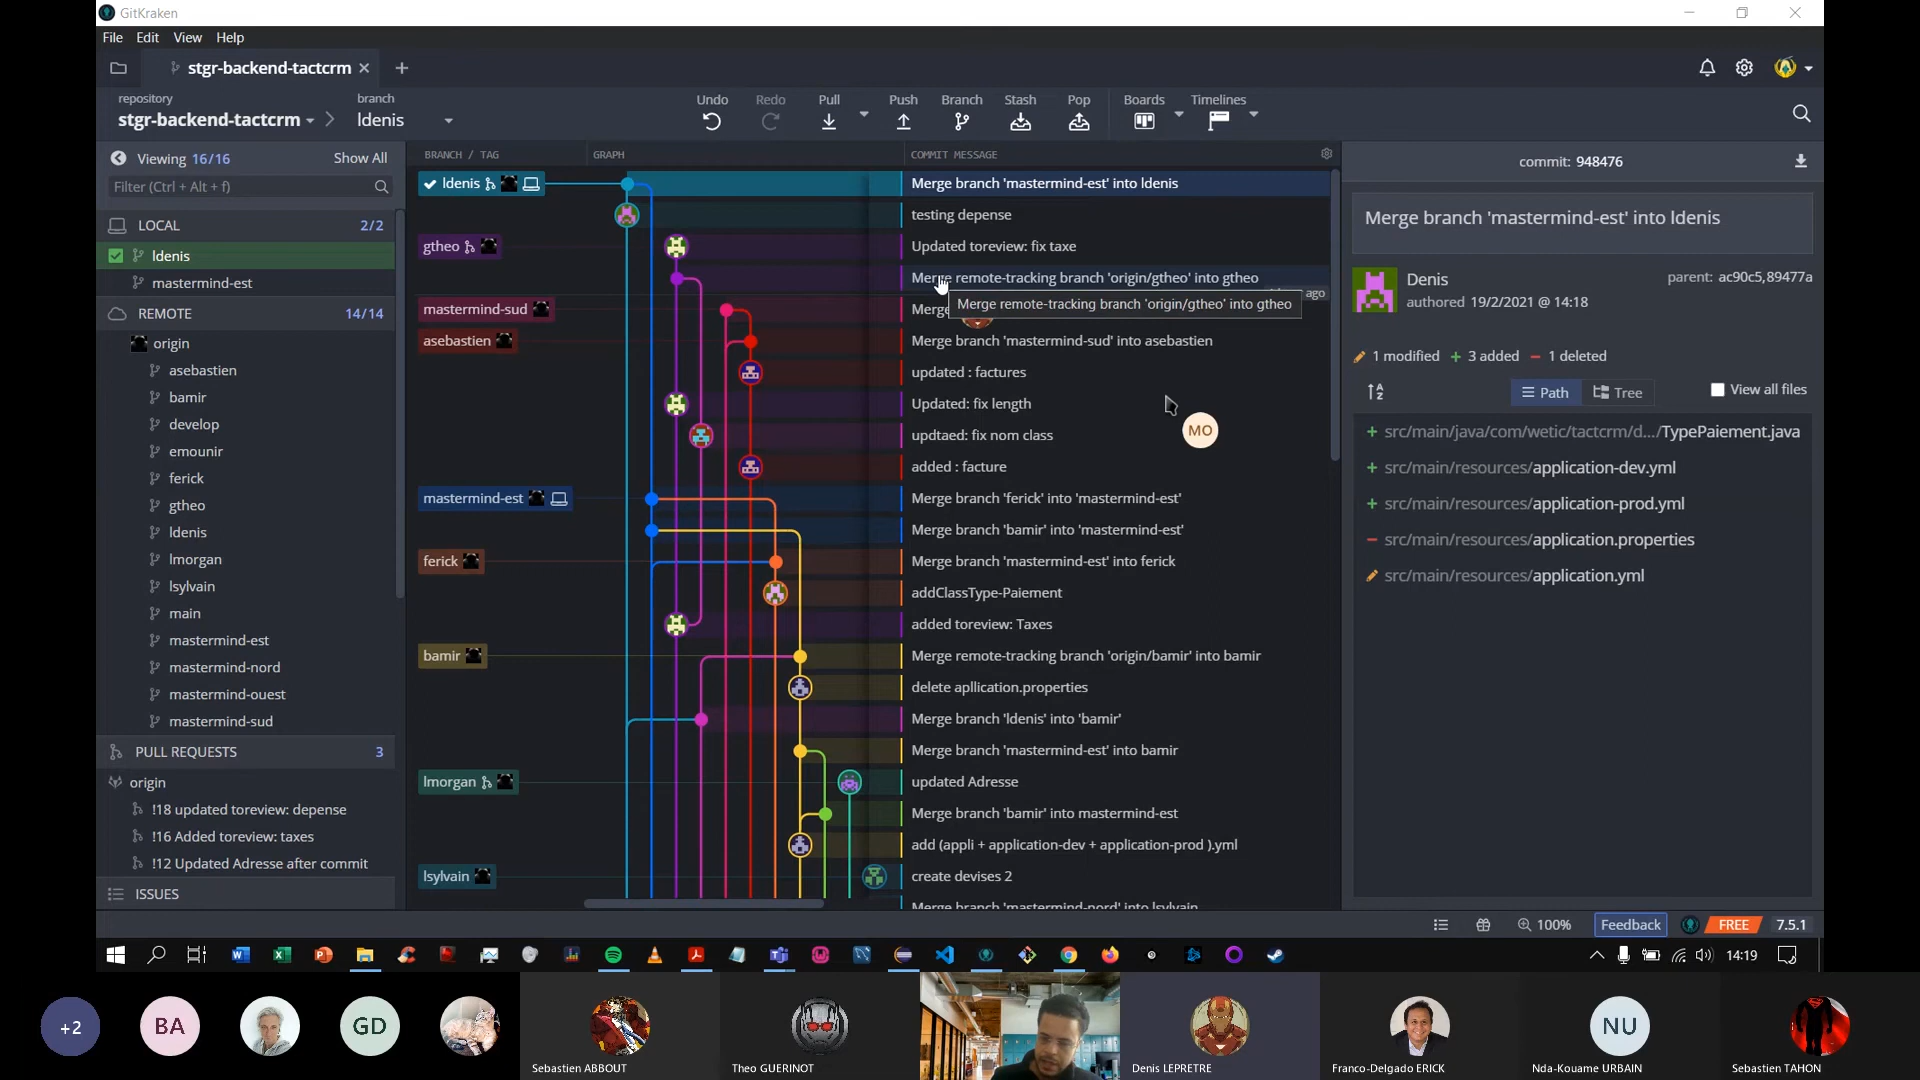 GitKraken
File Edit View Help
stgr-backend-tactcrm
repository
stgr-backend-tactcrm
branch
ldenis
Undo
Redo
Pull
Push
Branch
Stash
Pop
Boards
Timelines
Viewing 16/16
Show All
Filter (Ctrl + Alt + f)
LOCAL 2/2
ldenis
mastermind-est
REMOTE 14/14
origin
asebastien
bamir
develop
emounir
ferick
gtheo
ldenis
lmorgan
lsylvain
main
mastermind-est
mastermind-nord
mastermind-ouest
mastermind-sud
PULL REQUESTS 3
origin
!18 updated toreview: depense
!16 Added toreview: taxes
!12 Updated Adresse after commit
ISSUES
BRANCH / TAG GRAPH COMMIT MESSAGE
ldenis Merge branch 'mastermind-est' into ldenis
testing depense
gtheo Updated toreview: fix taxe
Merge remote-tracking branch 'origin/gtheo' into gtheo
ago
Merge remote-tracking branch 'origin/gtheo' into gtheo
mastermind-sud Merge
asebastien Merge branch 'mastermind-sud' into asebastien
updated : factures
Updated: fix length
MO
updtaed: fix nom class
added : facture
mastermind-est Merge branch 'ferick' into 'mastermind-est'
Merge branch 'bamir' into 'mastermind-est'
ferick Merge branch 'mastermind-est' into ferick
addClassType-Paiement
added toreview: Taxes
bamir Merge remote-tracking branch 'origin/bamir' into bamir
delete apllication.properties
Merge branch 'ldenis' into 'bamir'
Merge branch 'mastermind-est' into bamir
lmorgan updated Adresse
Merge branch 'bamir' into mastermind-est
add (appli + application-dev + application-prod ).yml
lsylvain create devises 2
Merge branch 'mastermind-nord' into lsylvain
commit: 948476
Merge branch 'mastermind-est' into ldenis
Denis
authored 19/2/2021 @ 14:18
parent: ac90c5,89477a
1 modified + 3 added − 1 deleted
Path
Tree
View all files
+ src/main/java/com/wetic/tactcrm/d.../TypePaiement.java
+ src/main/resources/application-dev.yml
+ src/main/resources/application-prod.yml
− src/main/resources/application.properties
src/main/resources/application.yml
100%
Feedback
FREE
7.5.1
14:19
+2
BA
GD
Sebastien ABBOUT
Theo GUERINOT
Denis LEPRETRE
Franco-Delgado ERICK
NU
Nda-Kouame URBAIN
Sebastien TAHON